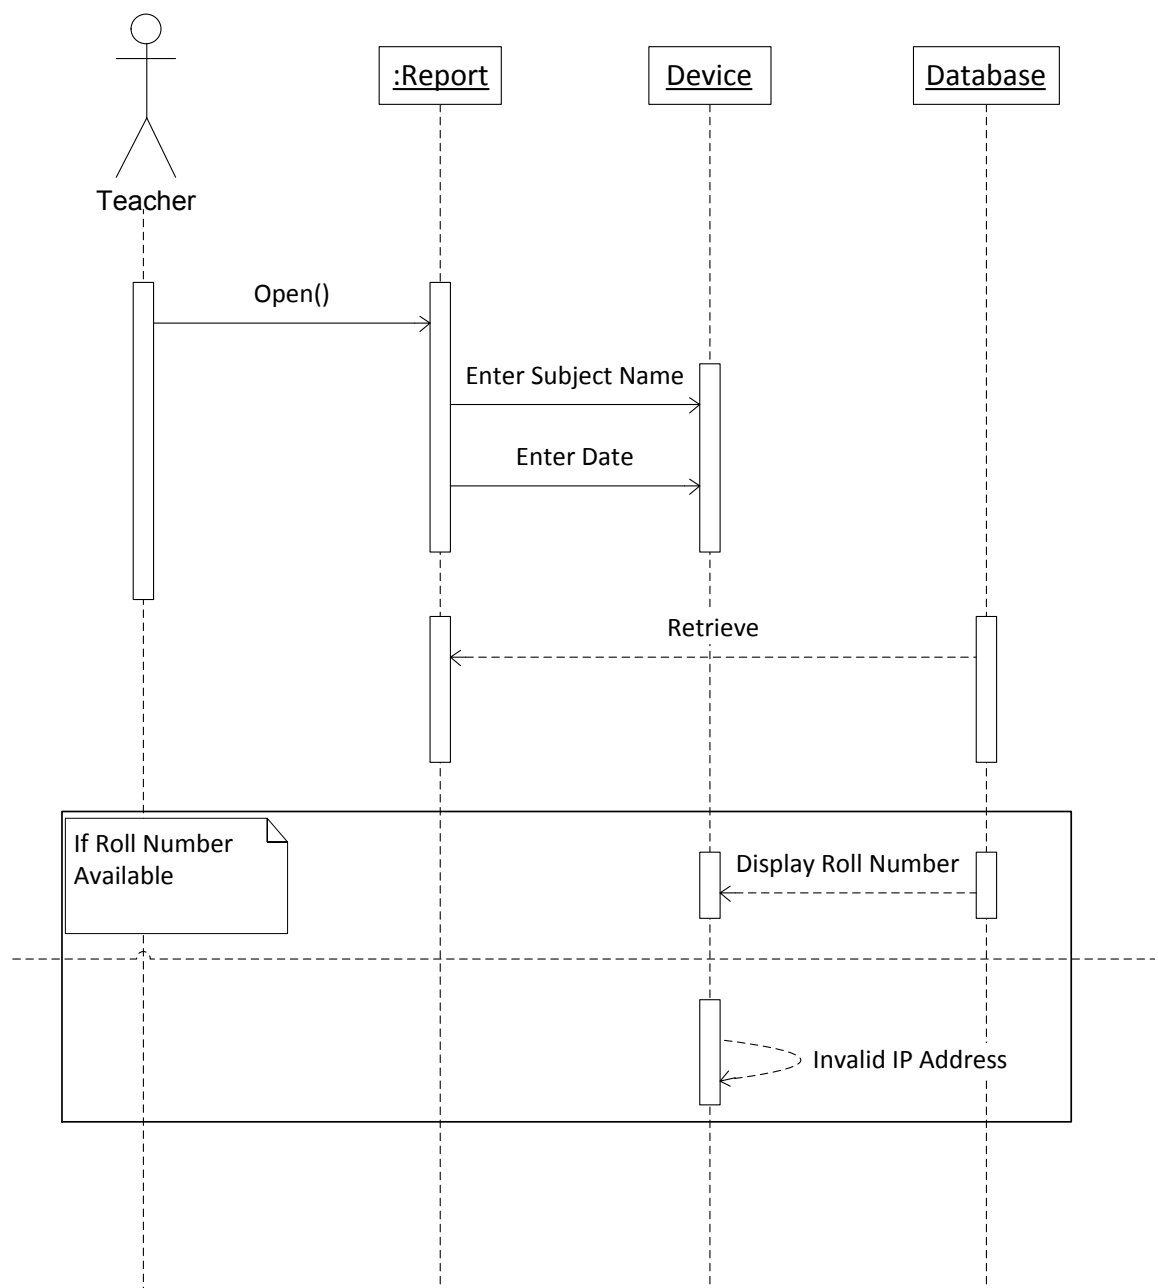 Teacher
:Report
Device
Database
Open()
Enter Subject Name
Enter Date
Retrieve
If Roll Number
Available
Display Roll Number
Invalid IP Address